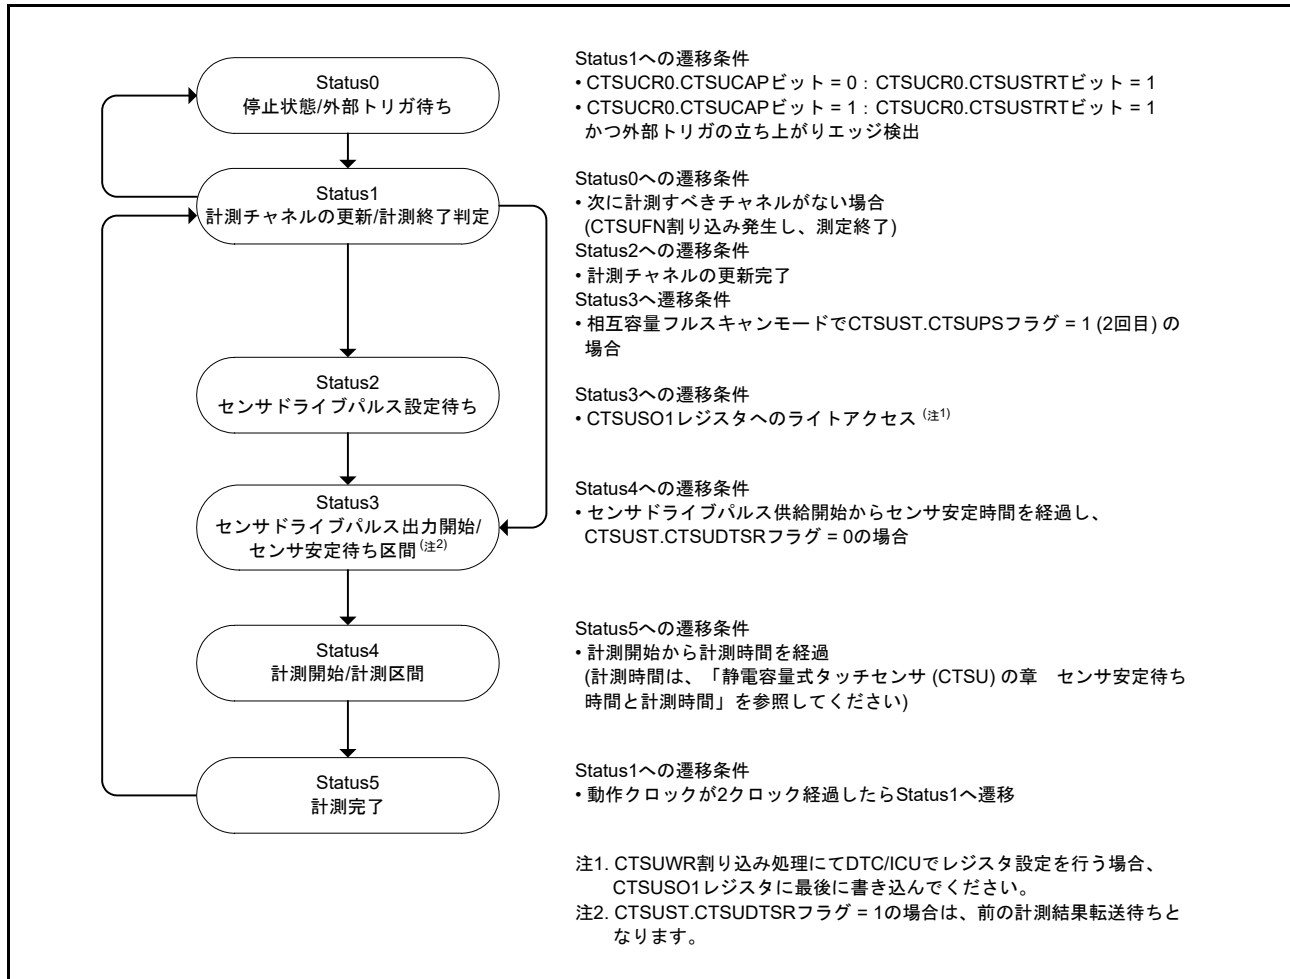 Status0
停止状態/外部トリガ待ち
Status1への遷移条件
• CTSUCR0.CTSUCAPビット = 0 : CTSUCR0.CTSUSTRTビット = 1
• CTSUCR0.CTSUCAPビット = 1 : CTSUCR0.CTSUSTRTビット = 1
かつ外部トリガの立ち上がりエッジ検出
Status1
計測チャネルの更新/計測終了判定
Status0への遷移条件
• 次に計測すべきチャネルがない場合
(CTSUFN割り込み発生し、測定終了)
Status2への遷移条件
• 計測チャネルの更新完了
Status3へ遷移条件
• 相互容量フルスキャンモードでCTSUST.CTSUPSフラグ = 1 (2回目) の
場合
Status2
センサドライブパルス設定待ち
Status3への遷移条件
• CTSUSO1レジスタへのライトアクセス (注1)
Status3
センサドライブパルス出力開始/
センサ安定待ち区間 (注2)
Status4への遷移条件
• センサドライブパルス供給開始からセンサ安定時間を経過し、
CTSUST.CTSUDTSRフラグ = 0の場合
Status4
計測開始/計測区間
Status5への遷移条件
• 計測開始から計測時間を経過
(計測時間は、「静電容量式タッチセンサ (CTSU) の章　センサ安定待ち
時間と計測時間」を参照してください)
Status5
計測完了
Status1への遷移条件
• 動作クロックが2クロック経過したらStatus1へ遷移
注1. CTSUWR割り込み処理にてDTC/ICUでレジスタ設定を行う場合、
CTSUSO1レジスタに最後に書き込んでください。
注2. CTSUST.CTSUDTSRフラグ = 1の場合は、前の計測結果転送待ちと
なります。